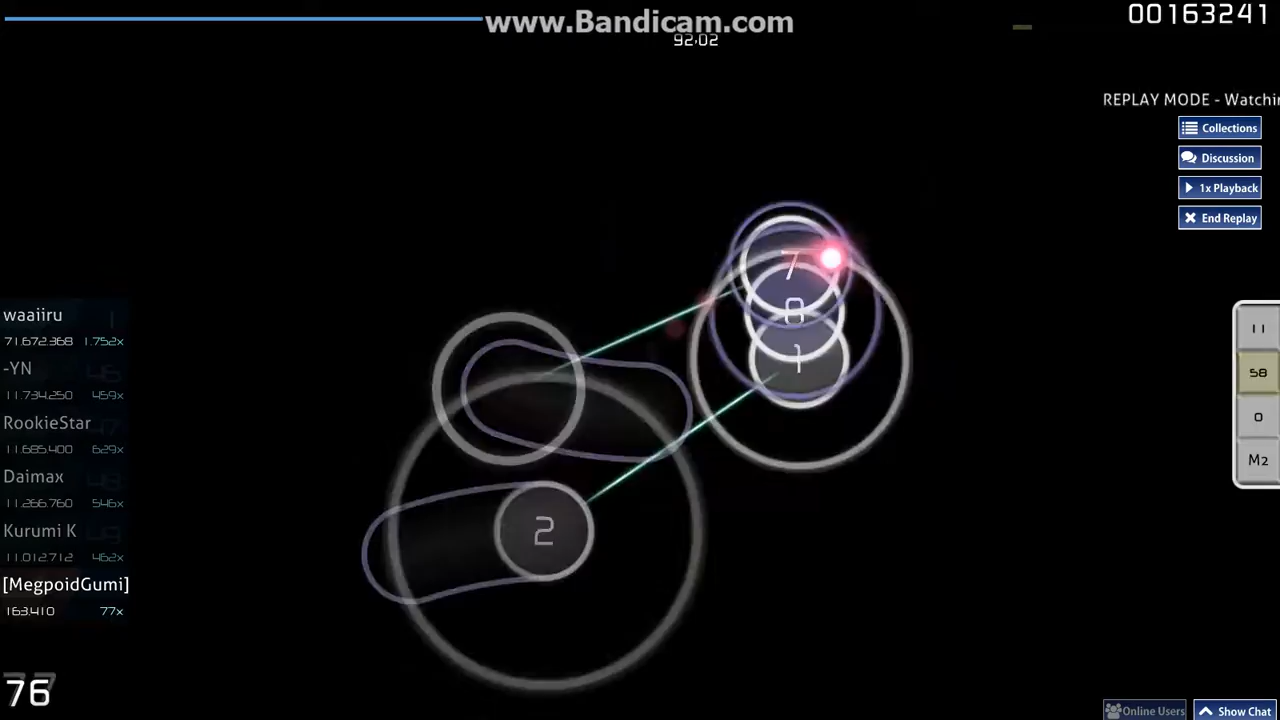 www.Bandicam.com
00163241
92.02
REPLAY MODE - Watchin
Collections
Discussion
1x Playback
End Replay
7
8
1
2
waaiiru
71.672.368 1.752x
-YN
11.734.250 459x
RookieStar
11.685.400 629x
Daimax
11.266.760 546x
Kurumi K
11.012.712 462x
[MegpoidGumi]
163.410 77x
11
58
0
M2
76
Online Users
Show Chat